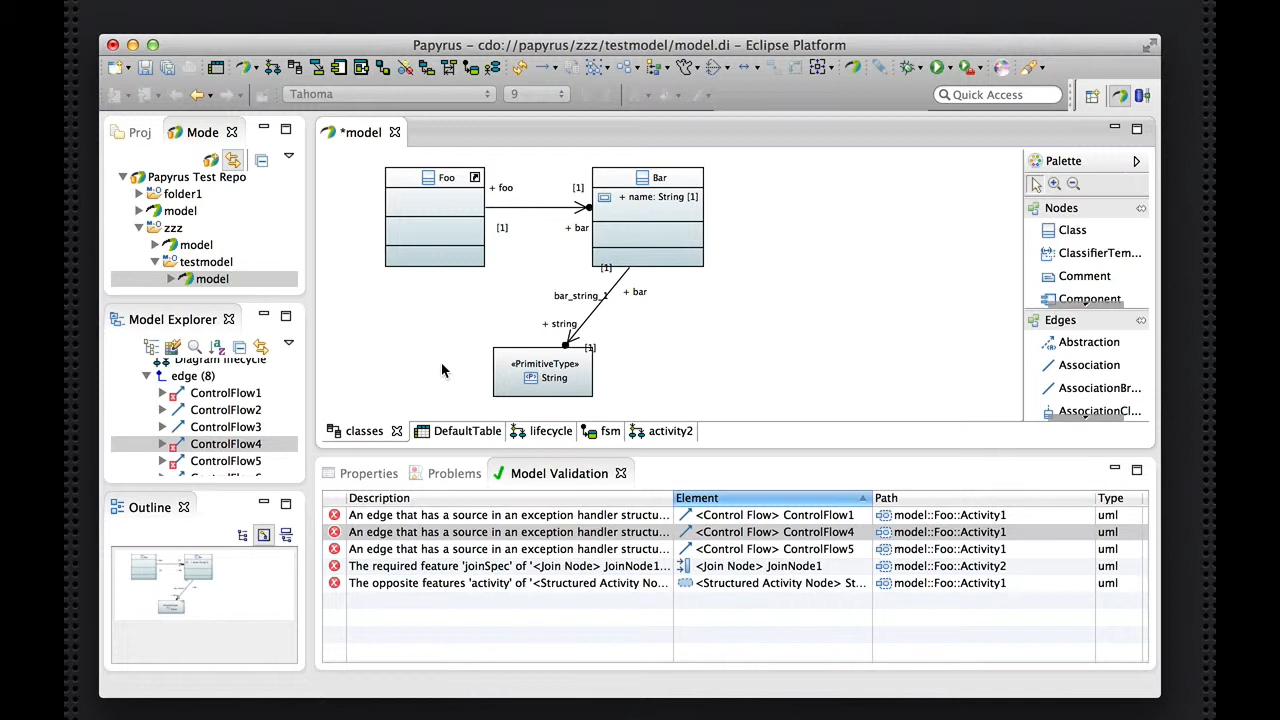 Papyrus – cdo://papyrus/zzz/testmodel/model.di – Eclipse Platform
Tahoma
9
Quick Access
Proj
Mode
Papyrus Test Repo
folder1
model
zzz
model
testmodel
model
Model Explorer
Diagram lifecycle
edge (8)
ControlFlow1
ControlFlow2
ControlFlow3
ControlFlow4
ControlFlow5
Outline
*model
Foo
+ foo
[1]
[1]
+ bar
Bar
+ name: String [1]
[1]
+ bar
bar_string_1
+ string
[1]
«PrimitiveType»
String
Palette
Nodes
Class
ClassifierTem...
Comment
Component
Edges
Abstraction
Association
AssociationBr...
AssociationCl...
classes
DefaultTable
lifecycle
fsm
activity2
Properties
Problems
Model Validation
Description Element Path Type
An edge that has a source in an exception handler structu... <Control Flow> ControlFlow1 model::Foo::Activity1 uml
An edge that has a source in an exception handler structu... <Control Flow> ControlFlow4 model::Foo::Activity1 uml
An edge that has a source in an exception handler structu... <Control Flow> ControlFlow5 model::Foo::Activity1 uml
The required feature 'joinSpec' of '<Join Node> JoinNode1... <Join Node> JoinNode1 model::Foo::Activity2 uml
The opposite features 'activity' of '<Structured Activity No... <Structured Activity Node> St... model::Foo::Activity1 uml